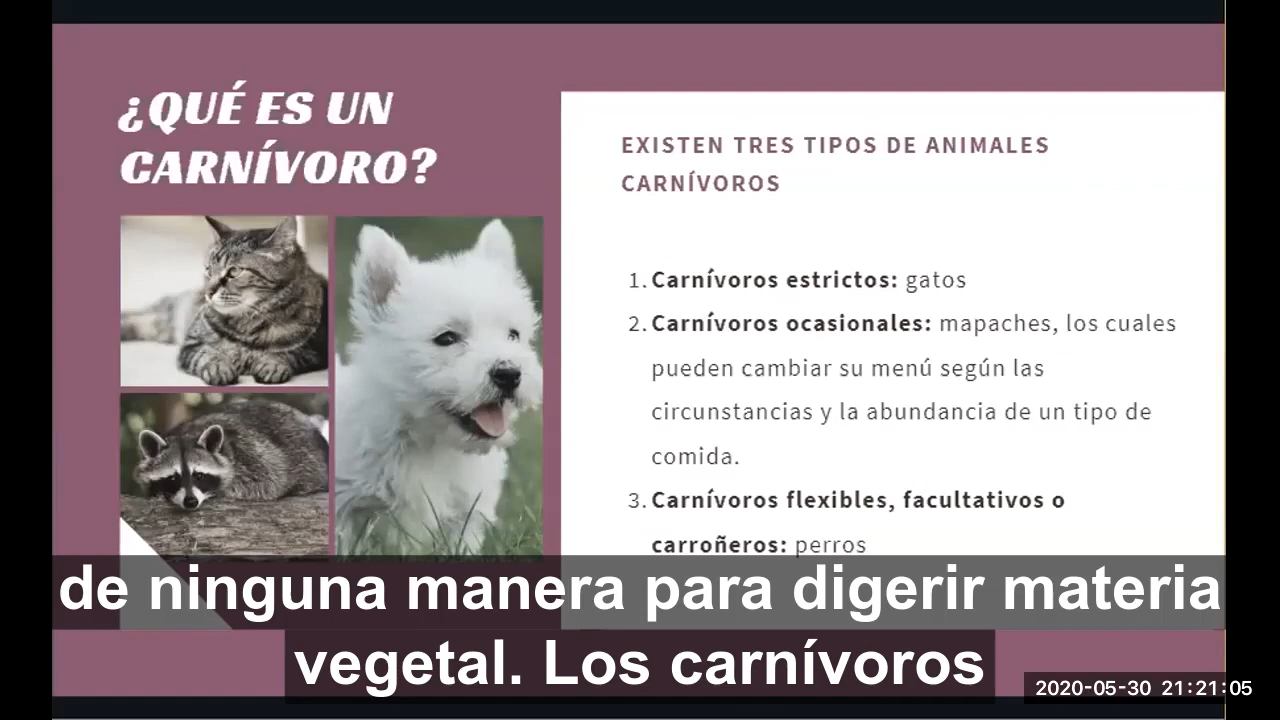 ¿QUÉ ES UN
CARNÍVORO?
EXISTEN TRES TIPOS DE ANIMALES
CARNÍVOROS
1. Carnívoros estrictos: gatos
2. Carnívoros ocasionales: mapaches, los cuales
pueden cambiar su menú según las
circunstancias y la abundancia de un tipo de
comida.
3. Carnívoros flexibles, facultativos o
carroñeros: perros
de ninguna manera para digerir materia
vegetal. Los carnívoros
2020-05-30 21:21:05